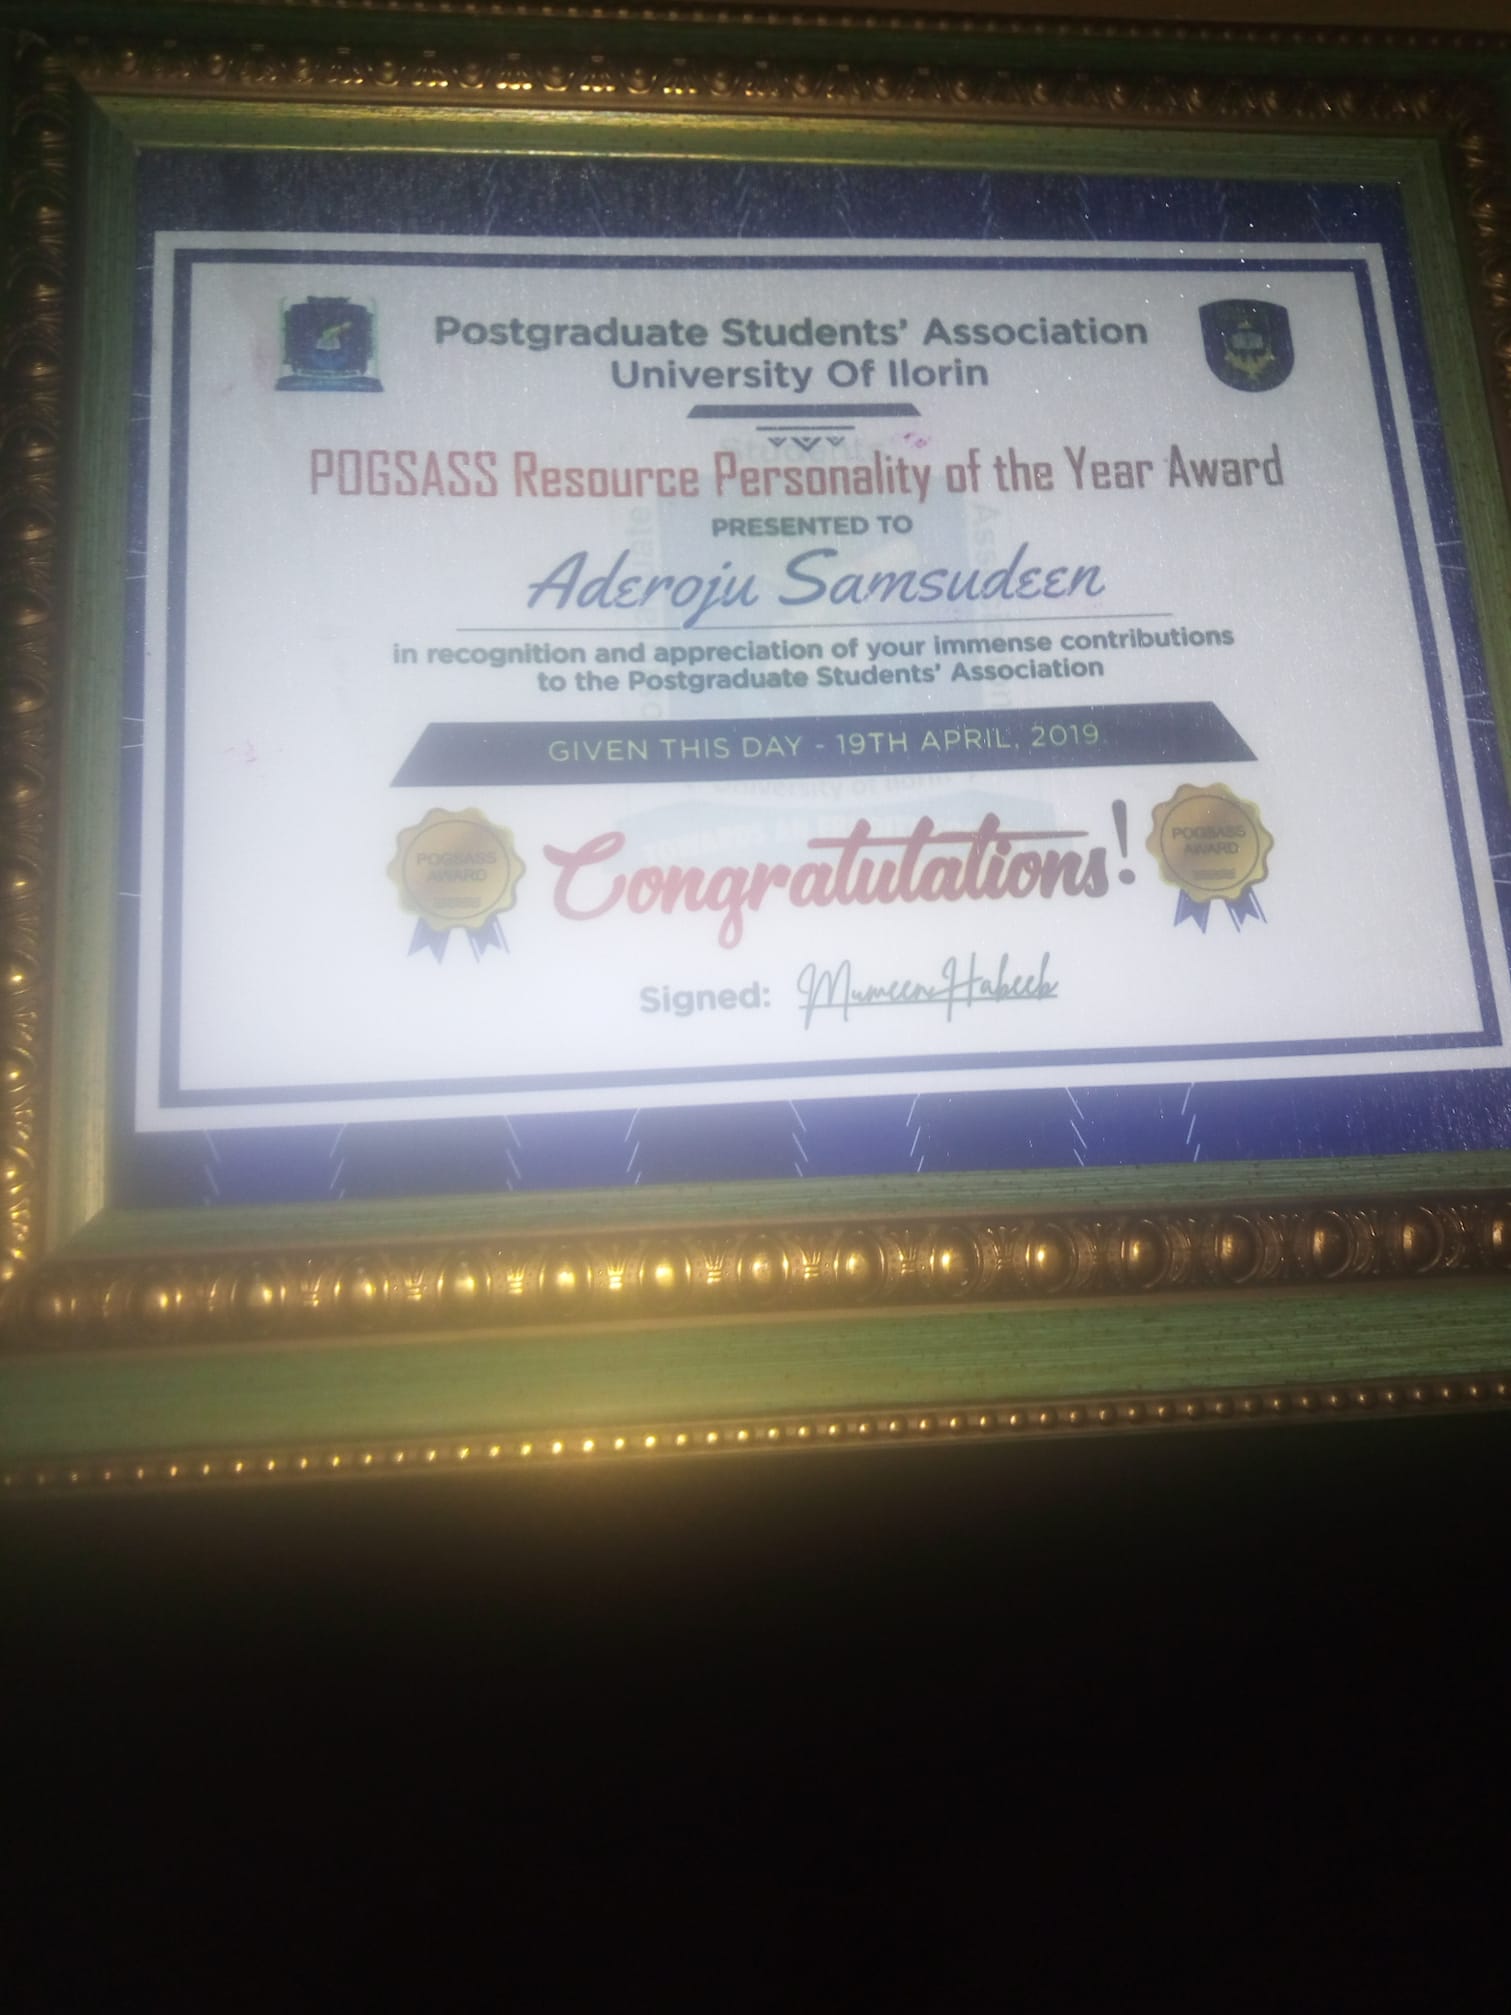 Postgraduate Students' Association
University Of Ilorin
POGSASS Resource Personality of the Year Award
PRESENTED TO
Aderoju Samsudeen
in recognition and appreciation of your immense contributions
to the Postgraduate Students' Association
GIVEN THIS DAY - 19TH APRIL, 2019
POGSASS
AWARD
Congratutations!
POGSASS
AWARD
Signed: Mumeen Habeeb